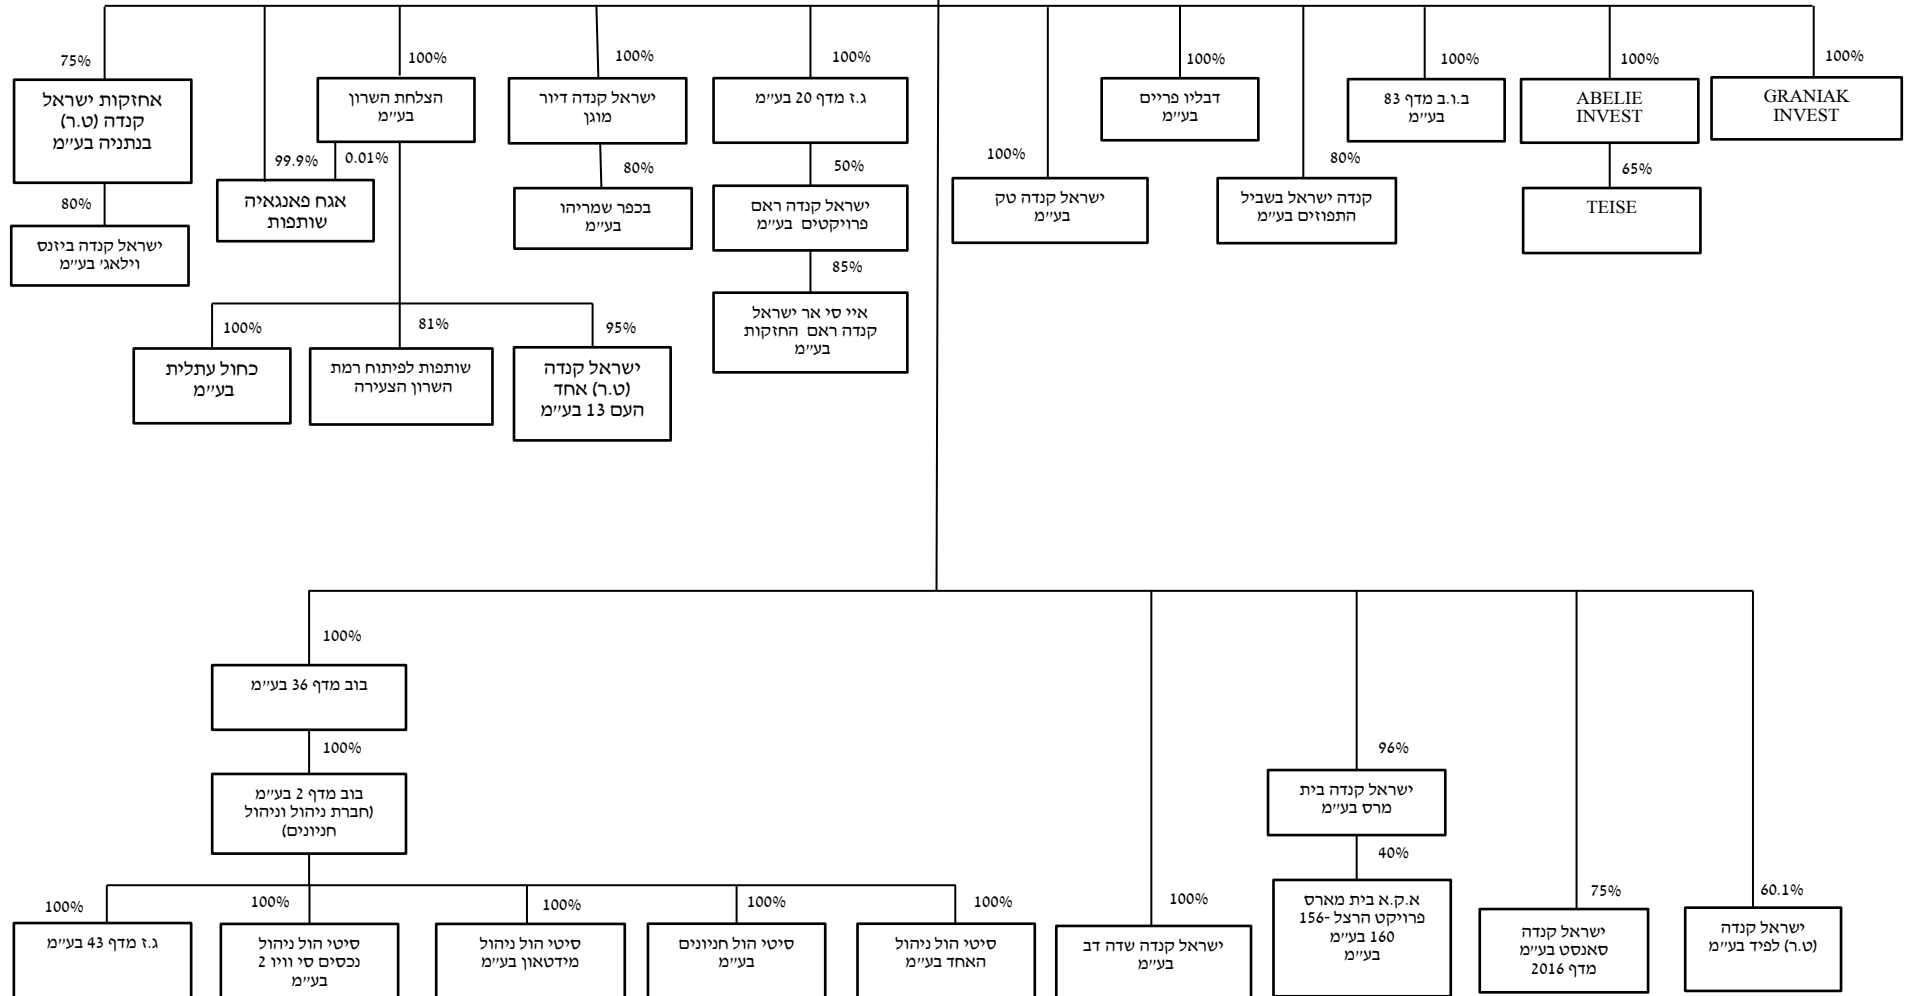 75%
100%
100%
100%
100%
100%
100%
100%
אחזקות ישראל
קנדה (ט.ר)
בנתניה בע״מ
הצלחת השרון
בע״מ
ישראל קנדה דיור
מוגן
ג.ז מדף 20 בע״מ
דבליו פריים
בע״מ
ב.ו.ב מדף 83
בע״מ
ABELIE
INVEST
GRANIAK
INVEST
99.9%
0.01%
80%
50%
100%
80%
65%
80%
אגח פאנגאיה
שותפות
בכפר שמריהו
בע״מ
ישראל קנדה ראם
פרויקטים בע״מ
ישראל קנדה טק
בע״מ
קנדה ישראל בשביל
התפוזים בע״מ
TEISE
ישראל קנדה ביזנס
וילאג׳ בע״מ
85%
100%
81%
95%
איי סי אר ישראל
קנדה ראם החזקות
בע״מ
כחול עתלית
בע״מ
שותפות לפיתוח רמת
השרון הצעירה
ישראל קנדה
(ט.ר) אחד
העם 13 בע״מ
100%
בוב מדף 36 בע״מ
100%
בוב מדף 2 בע״מ
(חברת ניהול וניהול
חניונים)
96%
ישראל קנדה בית
מרס בע״מ
40%
100%
100%
100%
100%
100%
100%
75%
60.1%
ג.ז מדף 43 בע״מ
סיטי הול ניהול
נכסים סי וויו 2
בע״מ
סיטי הול ניהול
מידטאון בע״מ
סיטי הול חניונים
בע״מ
סיטי הול ניהול
האחד בע״מ
ישראל קנדה שדה דב
בע״מ
א.ק.א בית מארס
פרויקט הרצל -156
160 בע״מ
בע״מ
ישראל קנדה
סאנסט בע״מ
מדף 2016
ישראל קנדה
(ט.ר) לפיד בע״מ